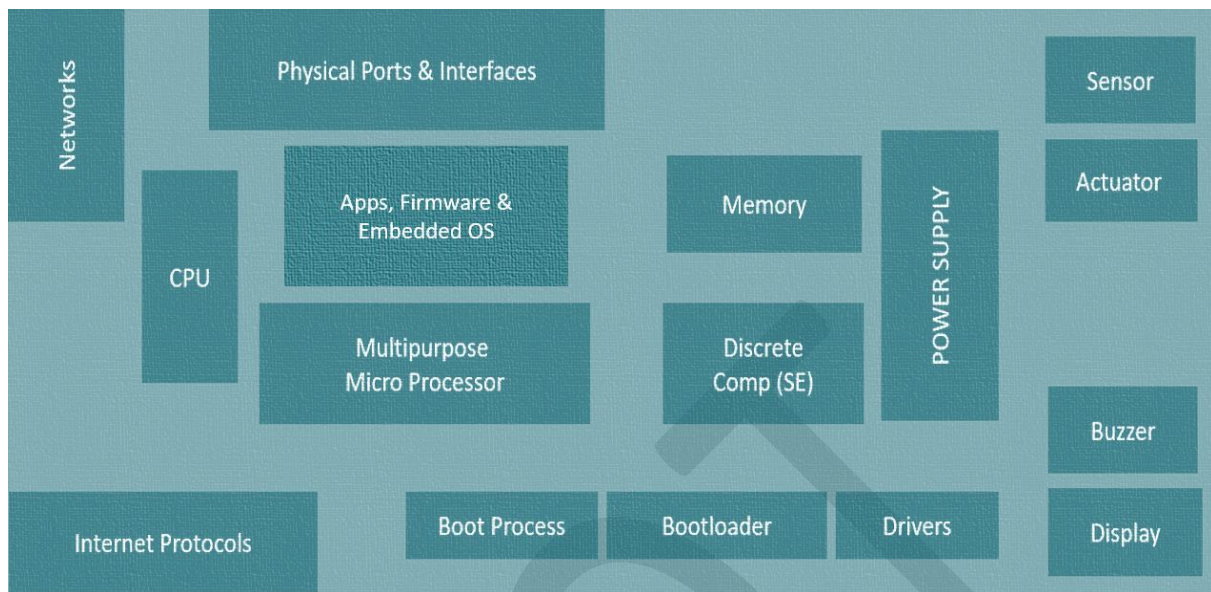 Networks
Physical Ports & Interfaces
Sensor
Actuator
CPU
Apps, Firmware &
Embedded OS
Memory
POWER SUPPLY
Multipurpose
Micro Processor
Discrete
Comp (SE)
Buzzer
Internet Protocols
Boot Process
Bootloader
Drivers
Display